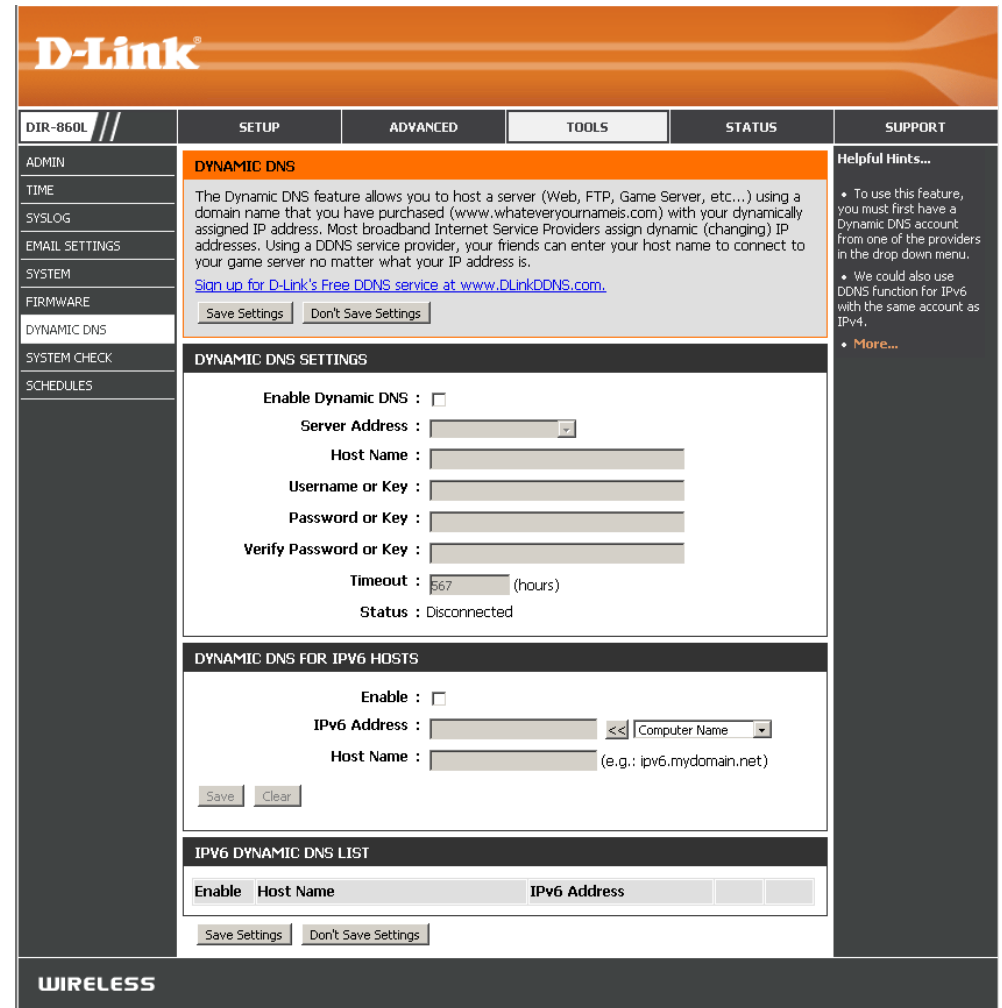 D-Link®
DIR-860L
SETUP
ADVANCED
TOOLS
STATUS
SUPPORT
ADMIN
TIME
SYSLOG
EMAIL SETTINGS
SYSTEM
FIRMWARE
DYNAMIC DNS
SYSTEM CHECK
SCHEDULES
DYNAMIC DNS
The Dynamic DNS feature allows you to host a server (Web, FTP, Game Server, etc...) using a
domain name that you have purchased (www.whateveryournameis.com) with your dynamically
assigned IP address. Most broadband Internet Service Providers assign dynamic (changing) IP
addresses. Using a DDNS service provider, your friends can enter your host name to connect to
your game server no matter what your IP address is.
Sign up for D-Link's Free DDNS service at www.DLinkDDNS.com.
Save Settings Don't Save Settings
DYNAMIC DNS SETTINGS
Enable Dynamic DNS :
Server Address :
Host Name :
Username or Key :
Password or Key :
Verify Password or Key :
Timeout : 567 (hours)
Status : Disconnected
DYNAMIC DNS FOR IPV6 HOSTS
Enable :
IPv6 Address : << Computer Name
Host Name : (e.g.: ipv6.mydomain.net)
Save Clear
IPV6 DYNAMIC DNS LIST
Enable Host Name IPv6 Address
Save Settings Don't Save Settings
Helpful Hints...
• To use this feature,
you must first have a
Dynamic DNS account
from one of the providers
in the drop down menu.
• We could also use
DDNS function for IPv6
with the same account as
IPv4.
• More...
WIRELESS